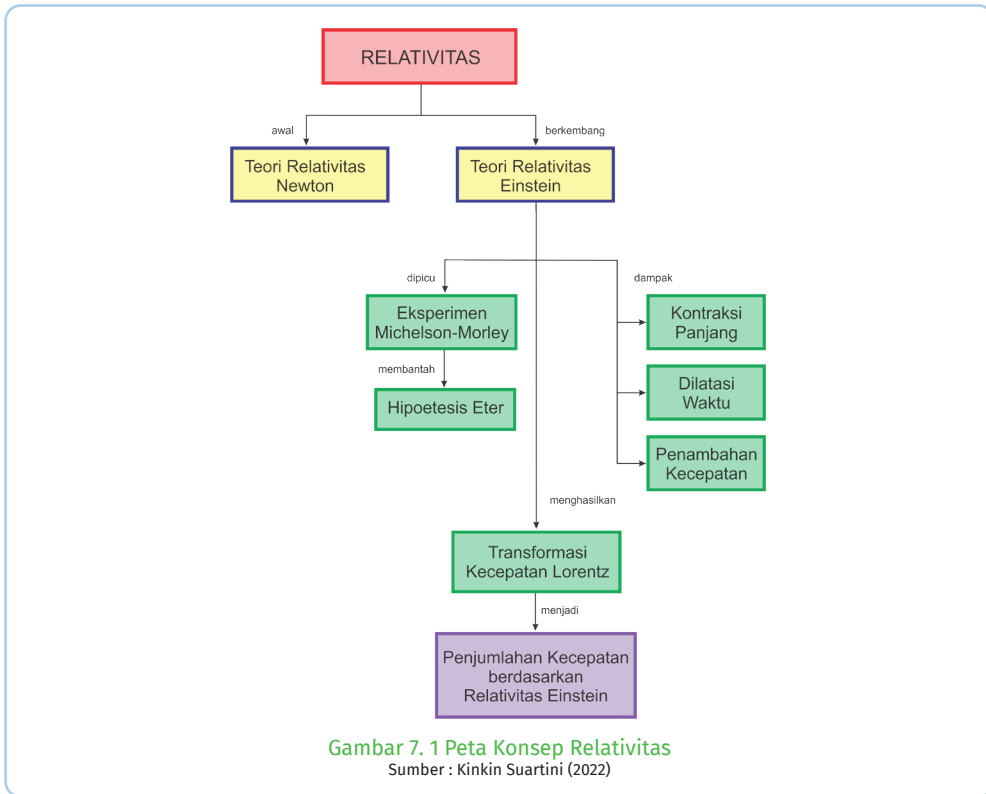 RELATIVITAS
awal
berkembang
Teori Relativitas
Newton
Teori Relativitas
Einstein
dipicu
dampak
Eksperimen
Michelson-Morley
membantah
Hipoetesis Eter
Kontraksi
Panjang
Dilatasi
Waktu
Penambahan
Kecepatan
menghasilkan
Transformasi
Kecepatan Lorentz
menjadi
Penjumlahan Kecepatan
berdasarkan
Relativitas Einstein
Gambar 7. 1 Peta Konsep Relativitas
Sumber : Kinkin Suartini (2022)